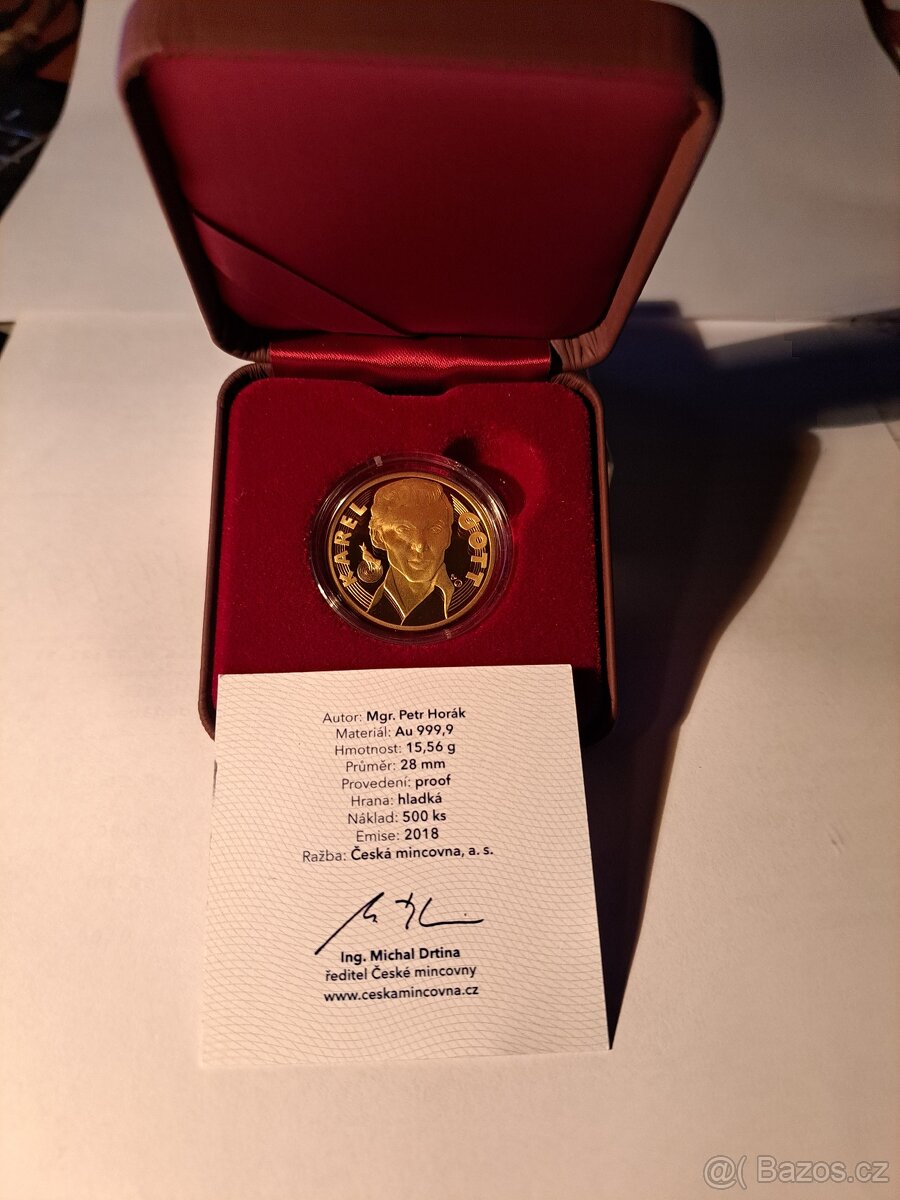 KAREL GOTT
Autor: Mgr. Petr Horák
Materiál: Au 999,9
Hmotnost: 15,56 g
Průměr: 28 mm
Provedení: proof
Hrana: hladká
Náklad: 500 ks
Emise: 2018
Ražba: Česká mincovna, a. s.
Ing. Michal Drtina
ředitel České mincovny
www.ceskamincovna.cz
@( Bazos.cz